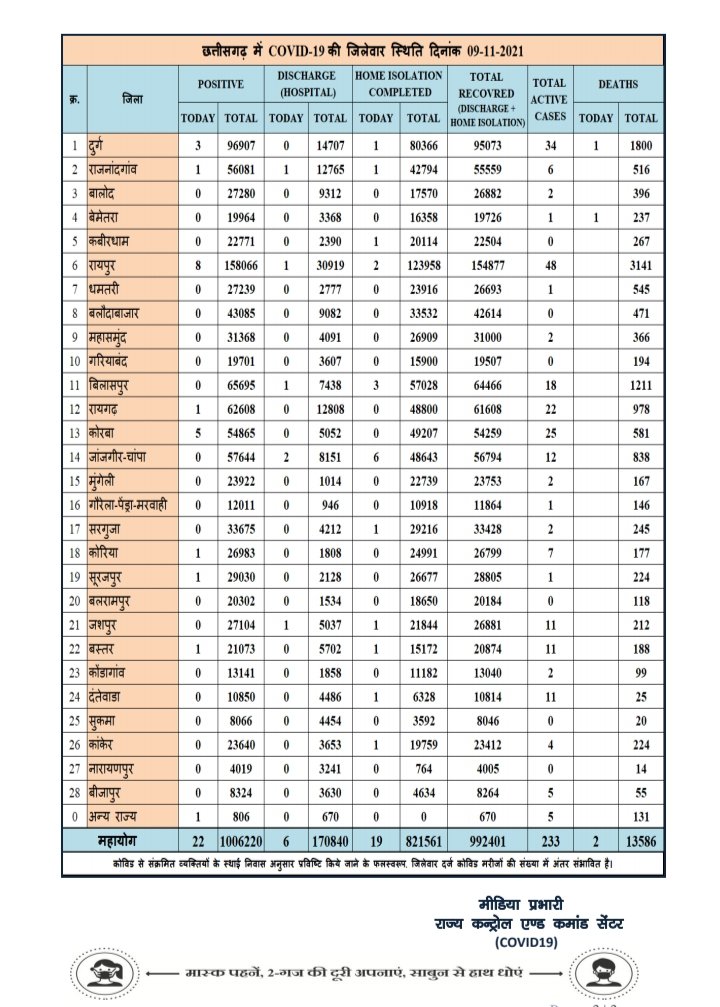 छत्तीसगढ़ में COVID-19 की जिलेवार स्थिति दिनांक 09-11-2021
क्र. जिला POSITIVE DISCHARGE (HOSPITAL) HOME ISOLATION COMPLETED TOTAL RECOVRED (DISCHARGE + HOME ISOLATION) TOTAL ACTIVE CASES DEATHS
TODAY TOTAL TODAY TOTAL TODAY TOTAL TODAY TOTAL
1 दुर्ग 3 96907 0 14707 1 80366 95073 34 1 1800
2 राजनांदगांव 1 56081 1 12765 1 42794 55559 6 516
3 बालोद 0 27280 0 9312 0 17570 26882 2 396
4 बेमेतरा 0 19964 0 3368 0 16358 19726 1 1 237
5 कबीरधाम 0 22771 0 2390 1 20114 22504 0 267
6 रायपुर 8 158066 1 30919 2 123958 154877 48 3141
7 धमतरी 0 27239 0 2777 0 23916 26693 1 545
8 बलौदाबाजार 0 43085 0 9082 0 33532 42614 0 471
9 महासमुंद 0 31368 0 4091 0 26909 31000 2 366
10 गरियाबंद 0 19701 0 3607 0 15900 19507 0 194
11 बिलासपुर 0 65695 1 7438 3 57028 64466 18 1211
12 रायगढ़ 1 62608 0 12808 0 48800 61608 22 978
13 कोरबा 5 54865 0 5052 0 49207 54259 25 581
14 जांजगीर-चांपा 0 57644 2 8151 6 48643 56794 12 838
15 मुंगेली 0 23922 0 1014 0 22739 23753 2 167
16 गौरेला-पेंड्रा-मरवाही 0 12011 0 946 0 10918 11864 1 146
17 सरगुजा 0 33675 0 4212 1 29216 33428 2 245
18 कोरिया 1 26983 0 1808 0 24991 26799 7 177
19 सूरजपुर 1 29030 0 2128 0 26677 28805 1 224
20 बलरामपुर 0 20302 0 1534 0 18650 20184 0 118
21 जशपुर 0 27104 1 5037 1 21844 26881 11 212
22 बस्तर 1 21073 0 5702 1 15172 20874 11 188
23 कोंडागांव 0 13141 0 1858 0 11182 13040 2 99
24 दंतेवाडा 0 10850 0 4486 1 6328 10814 11 25
25 सुकमा 0 8066 0 4454 0 3592 8046 0 20
26 कांकेर 0 23640 0 3653 1 19759 23412 4 224
27 नारायणपुर 0 4019 0 3241 0 764 4005 0 14
28 बीजापुर 0 8324 0 3630 0 4634 8264 5 55
0 अन्य राज्य 1 806 0 670 0 0 670 5 131
महायोग 22 1006220 6 170840 19 821561 992401 233 2 13586
कोविड से संक्रमित व्यक्तियों के स्थाई निवास अनुसार प्रविष्टि किये जाने के फलस्वरूप, जिलेवार दर्ज कोविड मरीजों की संख्या में अंतर संभावित है।
मीडिया प्रभारी
राज्य कन्ट्रोल एण्ड कमांड सेंटर
(COVID19)
मास्क पहनें, 2-गज की दूरी अपनाएं, साबुन से हाथ धोएं